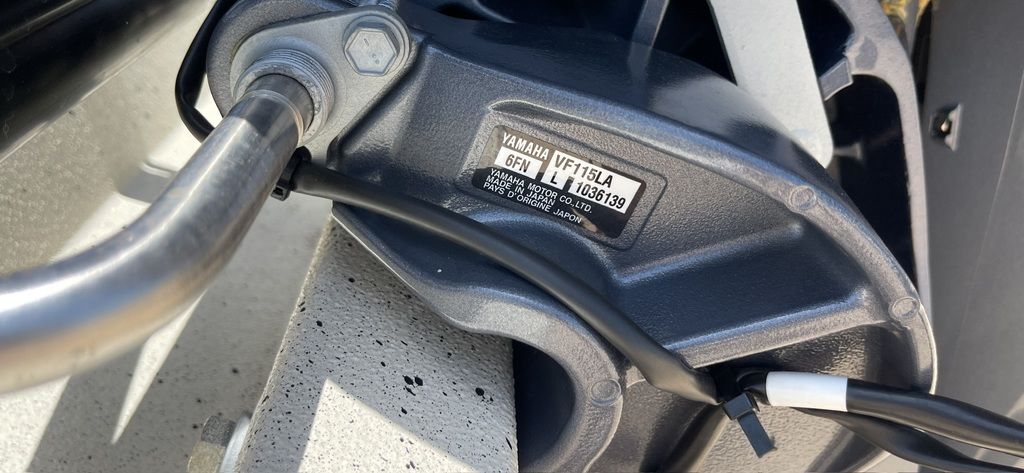 YAMAHA VF115LA
6FN L 1036139
YAMAHA MOTOR CO., LTD.
MADE IN JAPAN
PAYS D'ORIGINE JAPON